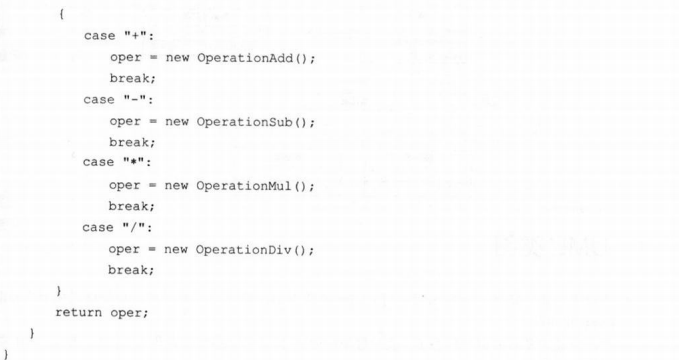 {
case "+":
oper = new OperationAdd();
break;
case "-":
oper = new OperationSub();
break;
case "*":
oper = new OperationMul();
break;
case "/":
oper = new OperationDiv();
break;
}
return oper;
}
}